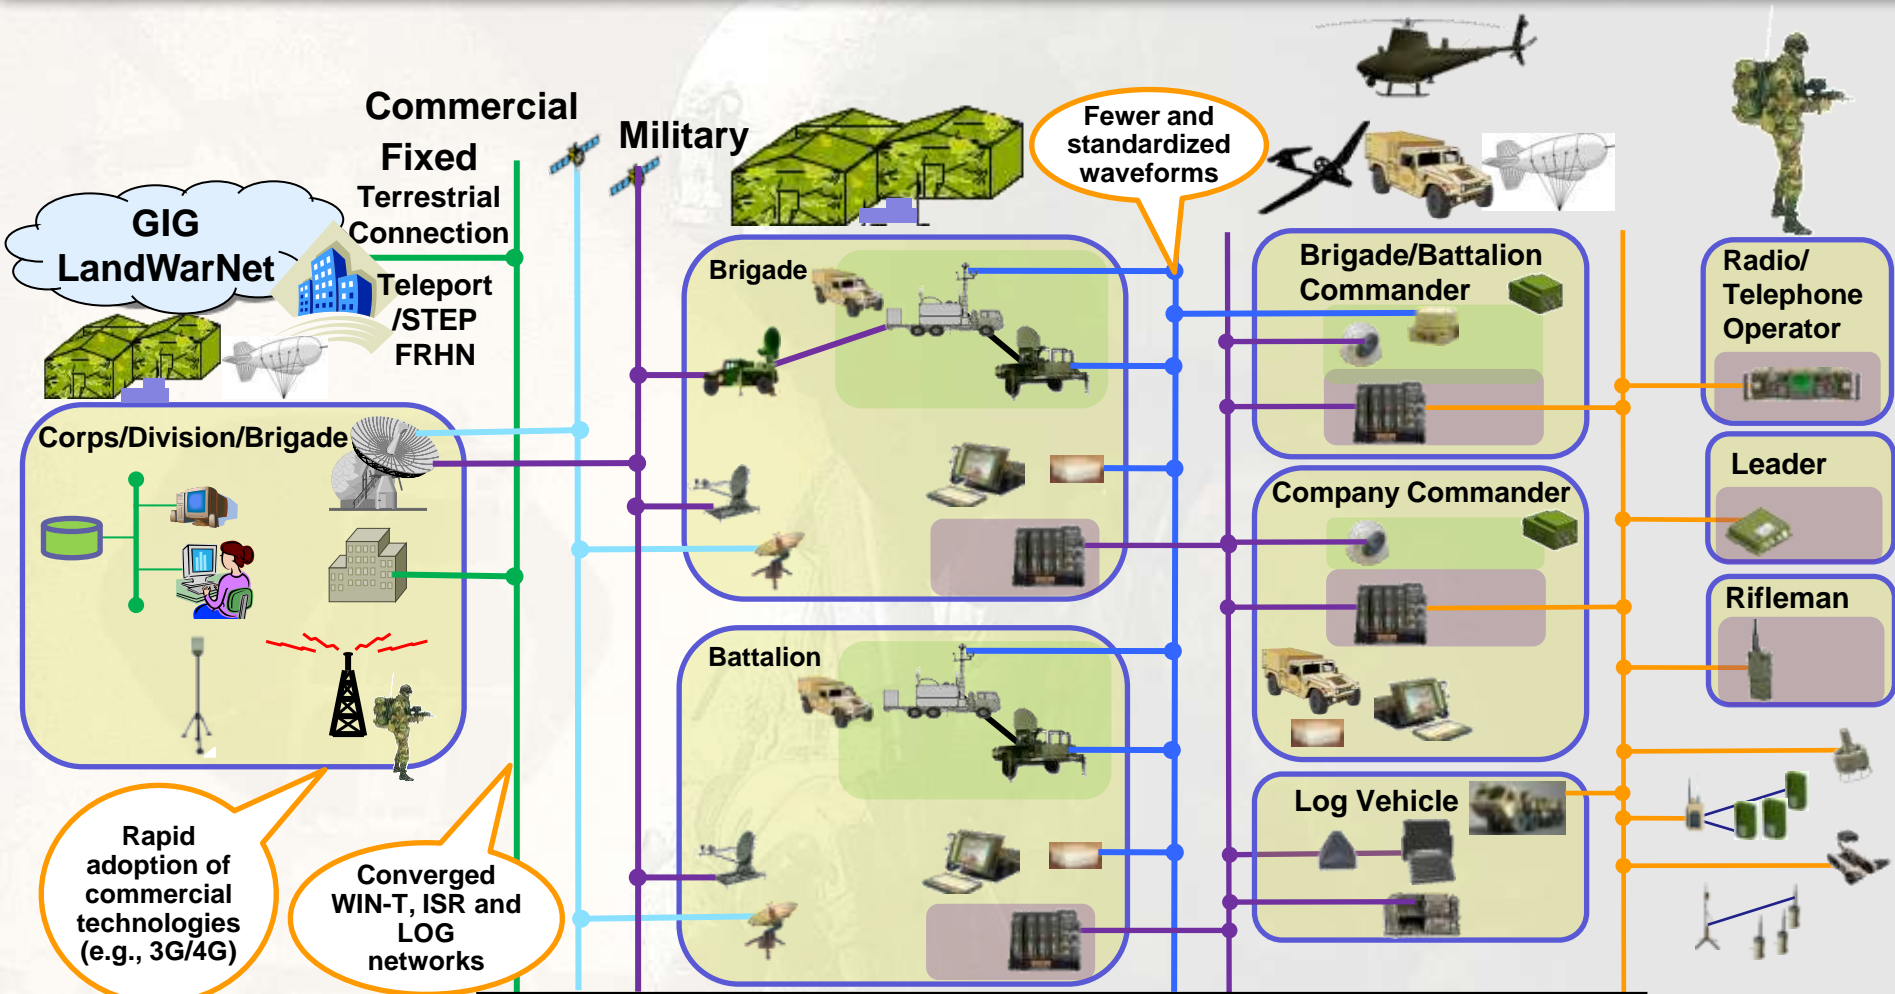 Commercial
Fixed
Terrestrial
Connection
Military
GIG
LandWarNet
Teleport
/STEP
FRHN
Fewer and
standardized
waveforms
Corps/Division/Brigade
Brigade
Battalion
Brigade/Battalion
Commander
Company Commander
Log Vehicle
Radio/
Telephone
Operator
Leader
Rifleman
Rapid
adoption of
commercial
technologies
(e.g., 3G/4G)
Converged
WIN-T, ISR and
LOG
networks